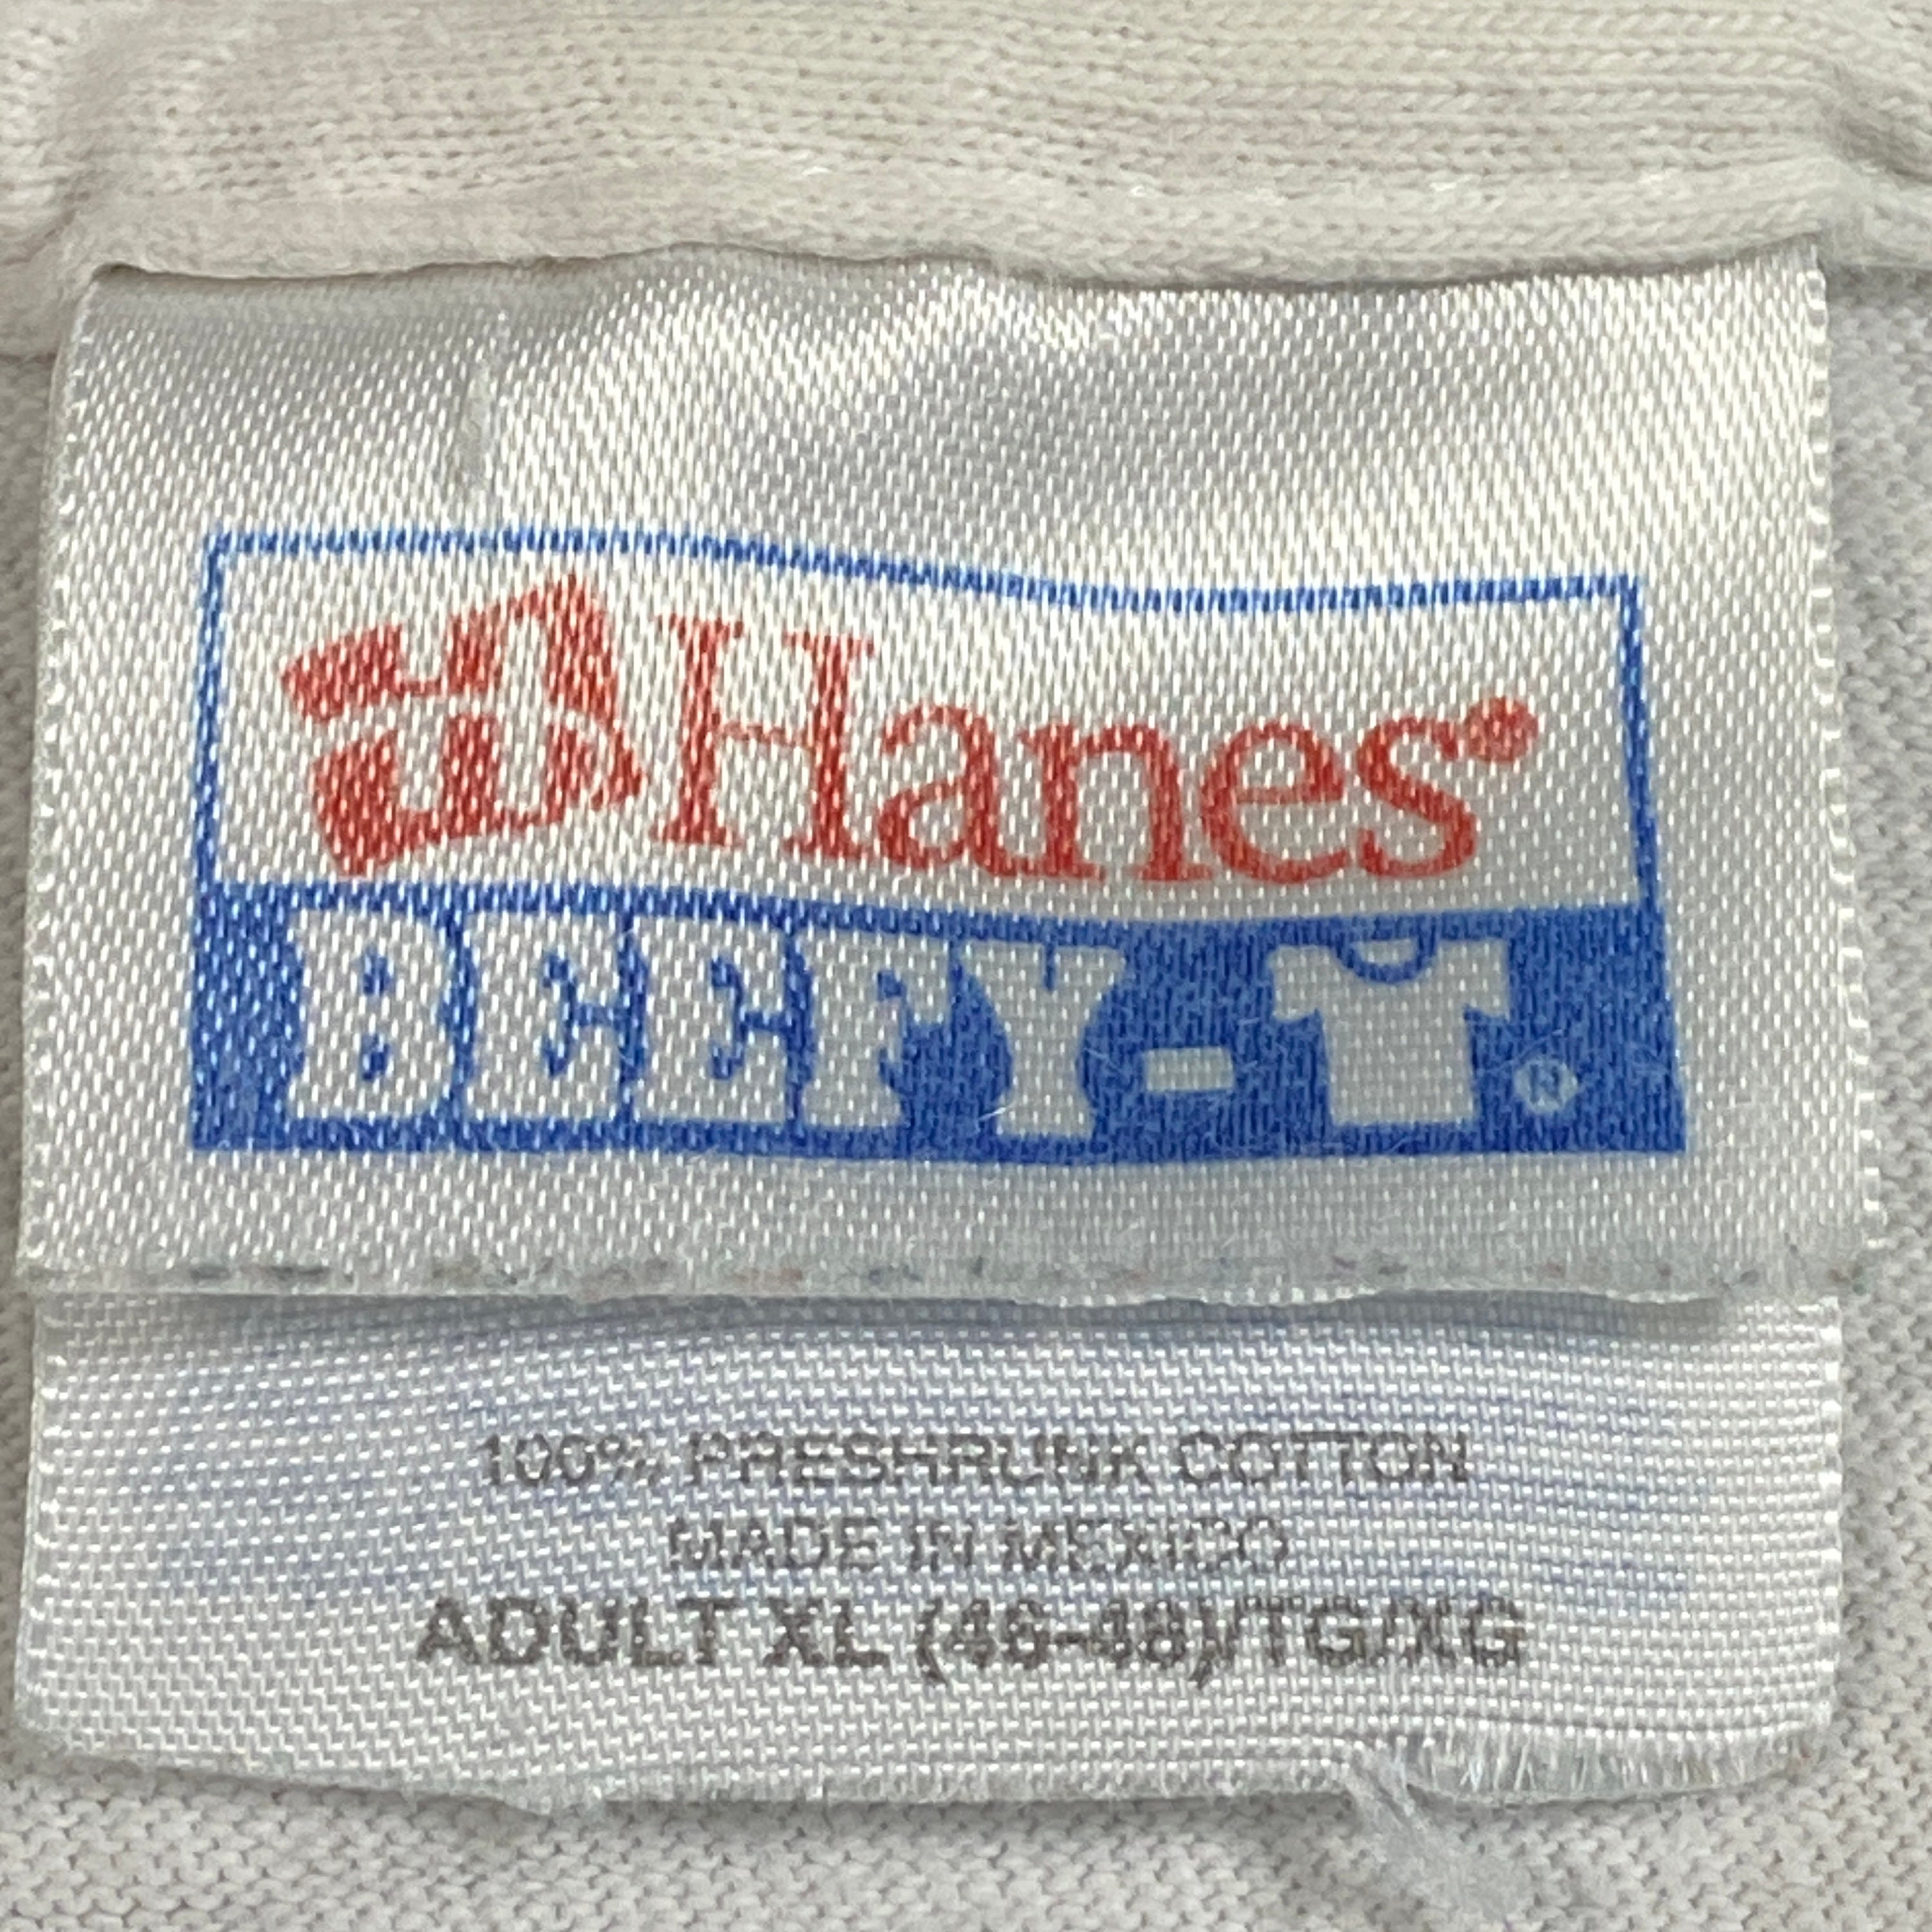 Hanes
BEEFY-T®
100% PRESHRUNK COTTON
MADE IN MEXICO
ADULT XL (46-48)/TG/XG